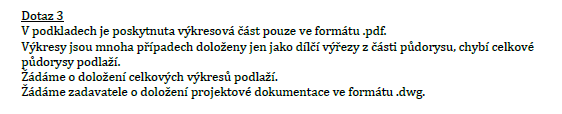 Dotaz 3
V podkladech je poskytnuta výkresová část pouze ve formátu .pdf.
Výkresy jsou mnoha případech doloženy jen jako dílčí výřezy z části půdorysu, chybí celkové
půdorysy podlaží.
Žádáme o doložení celkových výkresů podlaží.
Žádáme zadavatele o doložení projektové dokumentace ve formátu .dwg.